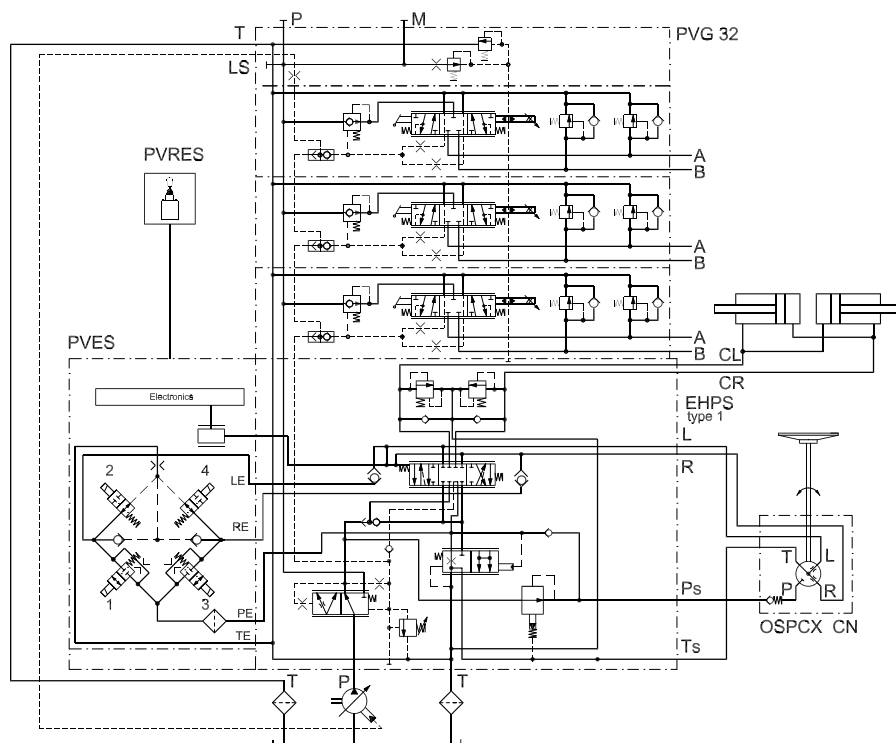 P
M
T
PVG 32
LS
PVRES
A
B
A
B
A
B
PVES
CL
CR
Electronics
EHPS
type 1
L
R
2
4
LE
RE
1
3
PE
TE
T
L
P
R
Ps
OSPCX CN
Ts
T
P
T